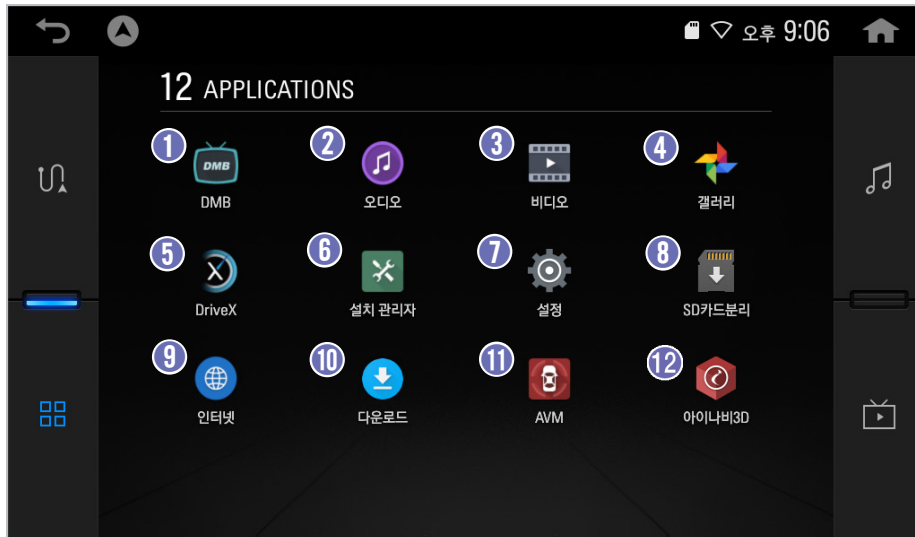 오후 9:06
12 APPLICATIONS
1 2 3 4
DMB
DMB 오디오 비디오 갤러리
5 6 7 8
DriveX 설치 관리자 설정 SD카드분리
9 10 11 12
인터넷 다운로드 AVM 아이나비3D